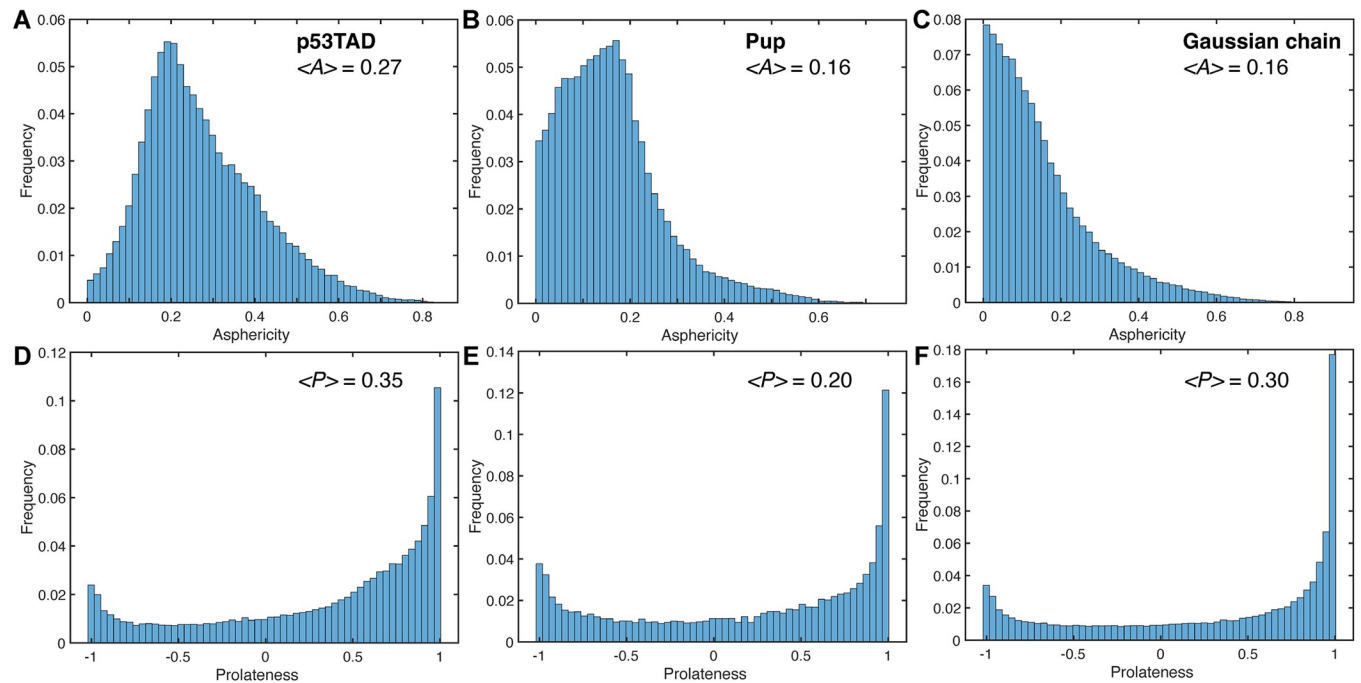 A
p53TAD
<A> = 0.27
0.06
0.05
0.04
0.03
0.02
0.01
0
Frequency
0 0.2 0.4 0.6 0.8
Asphericity
B
Pup
<A> = 0.16
0.06
0.05
0.04
0.03
0.02
0.01
0
Frequency
0.2 0.4 0.6
Asphericity
C
Gaussian chain
<A> = 0.16
0.08
0.07
0.06
0.05
0.04
0.03
0.02
0.01
0
Frequency
0 0.2 0.4 0.6 0.8
Asphericity
D
<P> = 0.35
0.12
0.1
0.08
0.06
0.04
0.02
0
Frequency
-1 -0.5 0 0.5 1
Prolateness
E
<P> = 0.20
0.14
0.12
0.1
0.08
0.06
0.04
0.02
0
Frequency
-1 -0.5 0 0.5 1
Prolateness
F
<P> = 0.30
0.18
0.16
0.14
0.12
0.10
0.08
0.06
0.04
0.02
0
Frequency
-1 -0.5 0 0.5 1
Prolateness